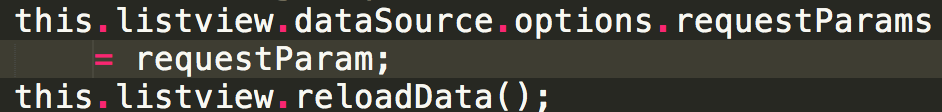 this.listview.dataSource.options.requestParams
    = requestParam;
this.listview.reloadData();